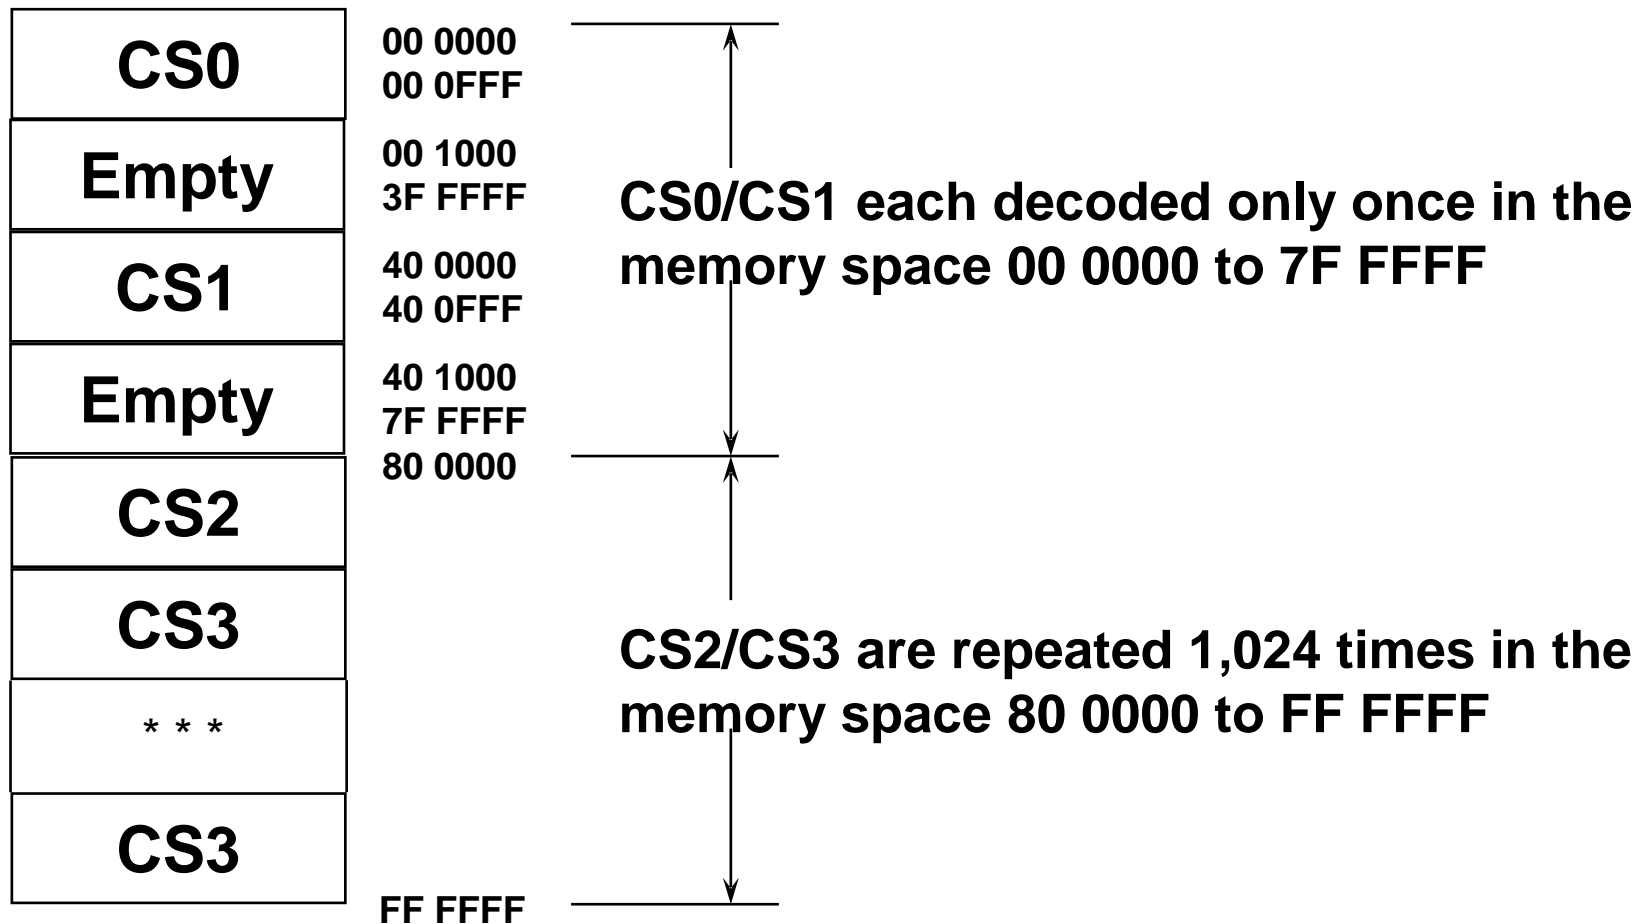 CS0
00 0000
00 0FFF
Empty
00 1000
3F FFFF
CS0/CS1 each decoded only once in the
memory space 00 0000 to 7F FFFF
CS1
40 0000
40 0FFF
Empty
40 1000
7F FFFF
80 0000
CS2
CS3
CS2/CS3 are repeated 1,024 times in the
memory space 80 0000 to FF FFFF
* * *
CS3
FF FFFF